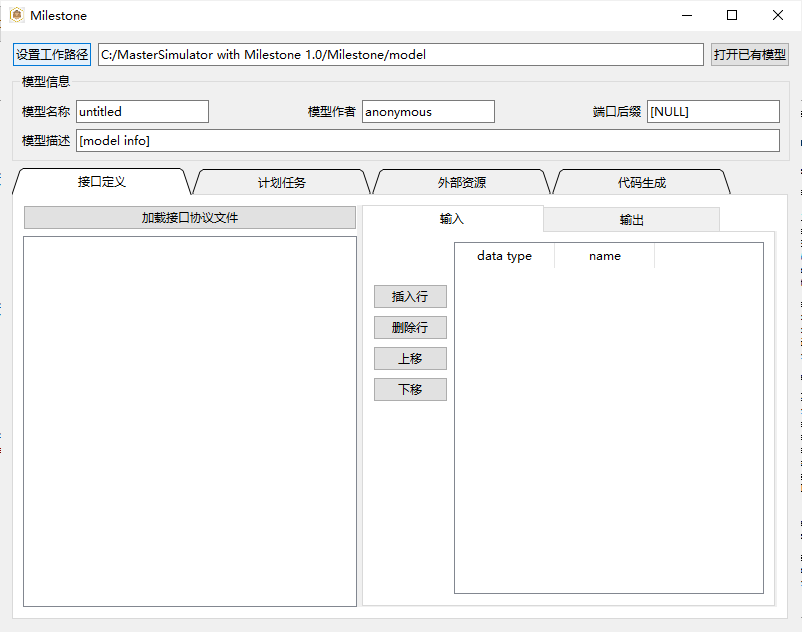 Milestone
设置工作路径 C:/MasterSimulator with Milestone 1.0/Milestone/model 打开已有模型
模型信息
模型名称 untitled 模型作者 anonymous 端口后缀 [NULL]
模型描述 [model info]
接口定义 计划任务 外部资源 代码生成
加载接口协议文件 输入 输出
data type name
插入行
删除行
上移
下移